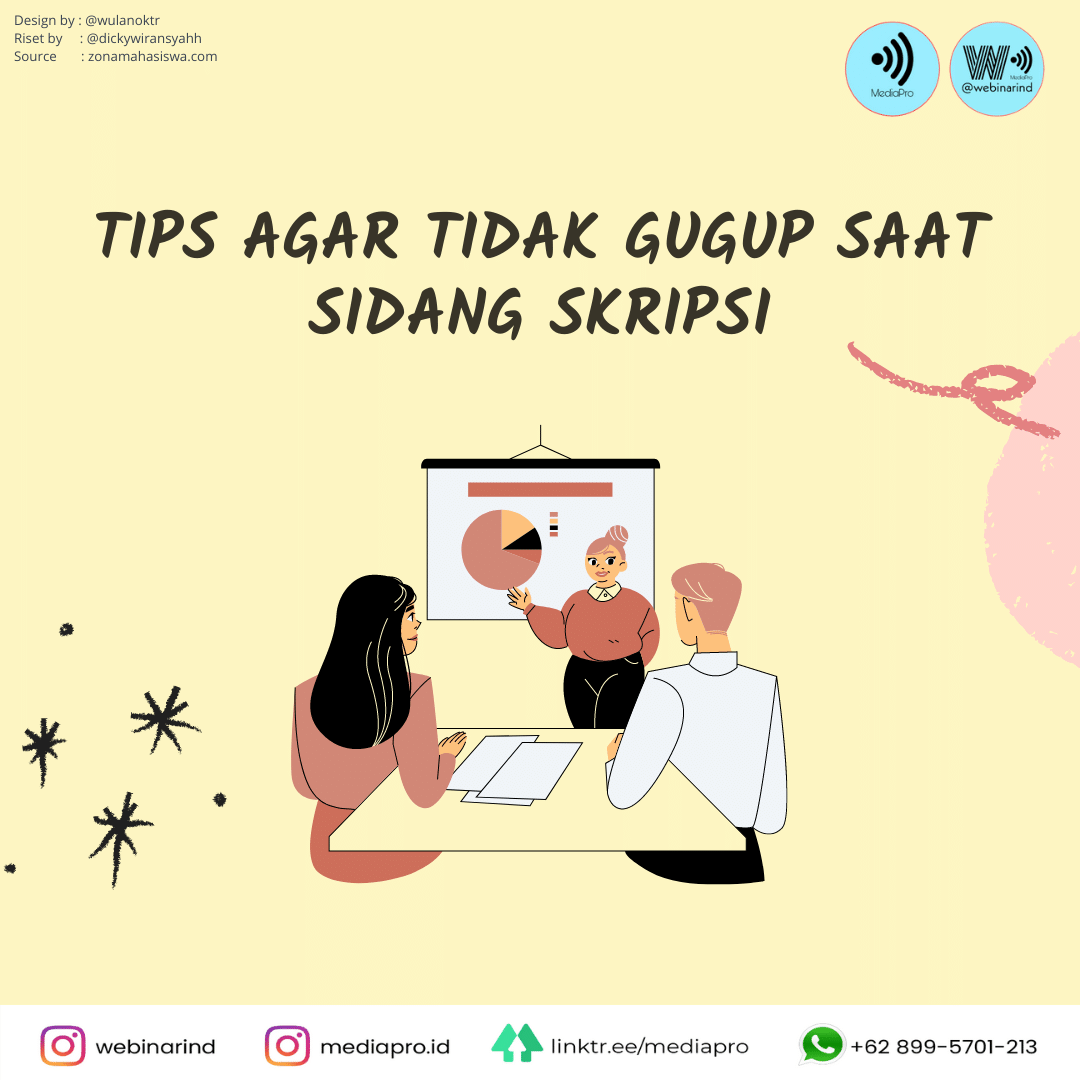 Design by : @wulanoktr
Riset by : @dickywiransyahh
Source : zonamahasiswa.com
MediaPro
W
MediaPro
@webinarind
TIPS AGAR TIDAK GUGUP SAAT
SIDANG SKRIPSI
webinarind
mediapro.id
linktr.ee/mediapro
+62 899-5701-213